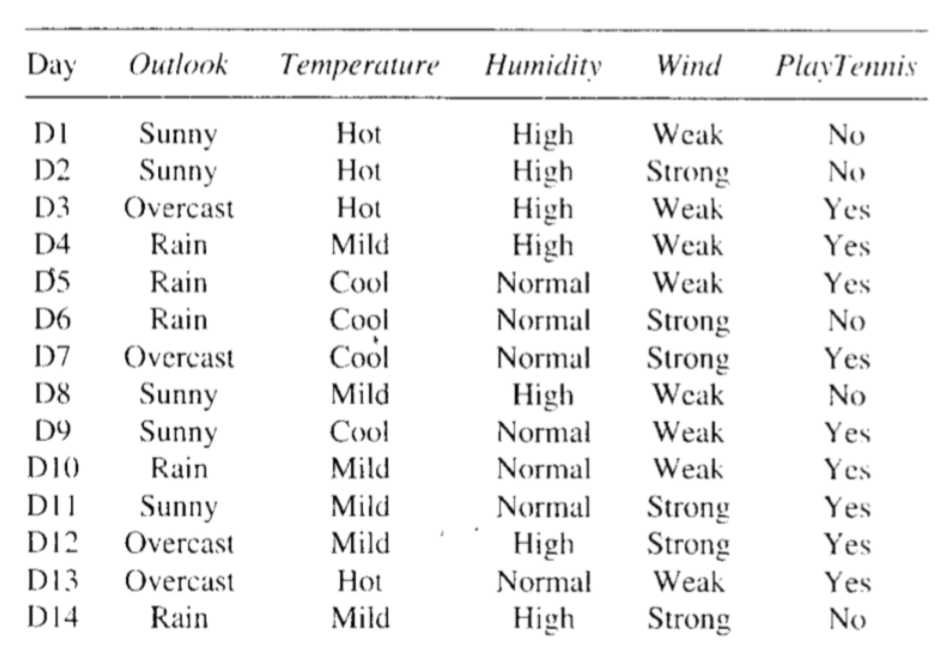 Day Outlook Temperature Humidity Wind PlayTennis
D1 Sunny Hot High Weak No
D2 Sunny Hot High Strong No
D3 Overcast Hot High Weak Yes
D4 Rain Mild High Weak Yes
D5 Rain Cool Normal Weak Yes
D6 Rain Cool Normal Strong No
D7 Overcast Cool Normal Strong Yes
D8 Sunny Mild High Weak No
D9 Sunny Cool Normal Weak Yes
D10 Rain Mild Normal Weak Yes
D11 Sunny Mild Normal Strong Yes
D12 Overcast Mild High Strong Yes
D13 Overcast Hot Normal Weak Yes
D14 Rain Mild High Strong No